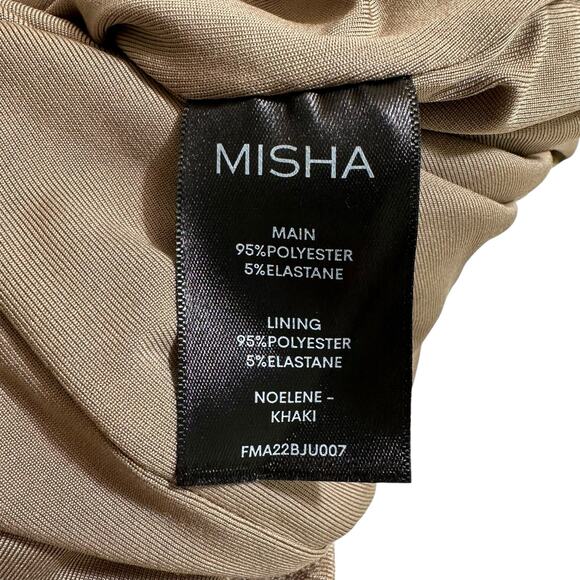 MISHA
MAIN
95%POLYESTER
5%ELASTANE
LINING
95%POLYESTER
5%ELASTANE
NOELENE -
KHAKI
FMA22BJU007